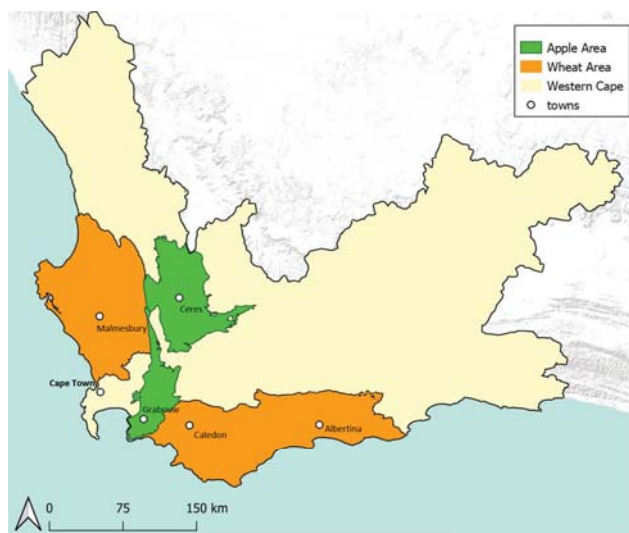 Apple Area
Wheat Area
Western Cape
towns
Ceres
Malmesbury
Cape Town
Grabouw
Caledon
Albertina
0 75 150 km